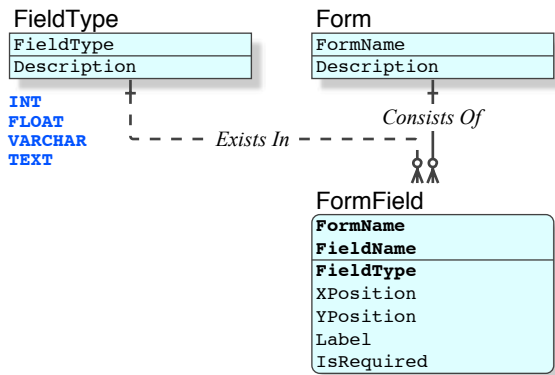 FieldType
FieldType
Description
INT
FLOAT
VARCHAR
TEXT
Form
FormName
Description
Exists In
Consists Of
FormField
FormName
FieldName
FieldType
XPosition
YPosition
Label
IsRequired